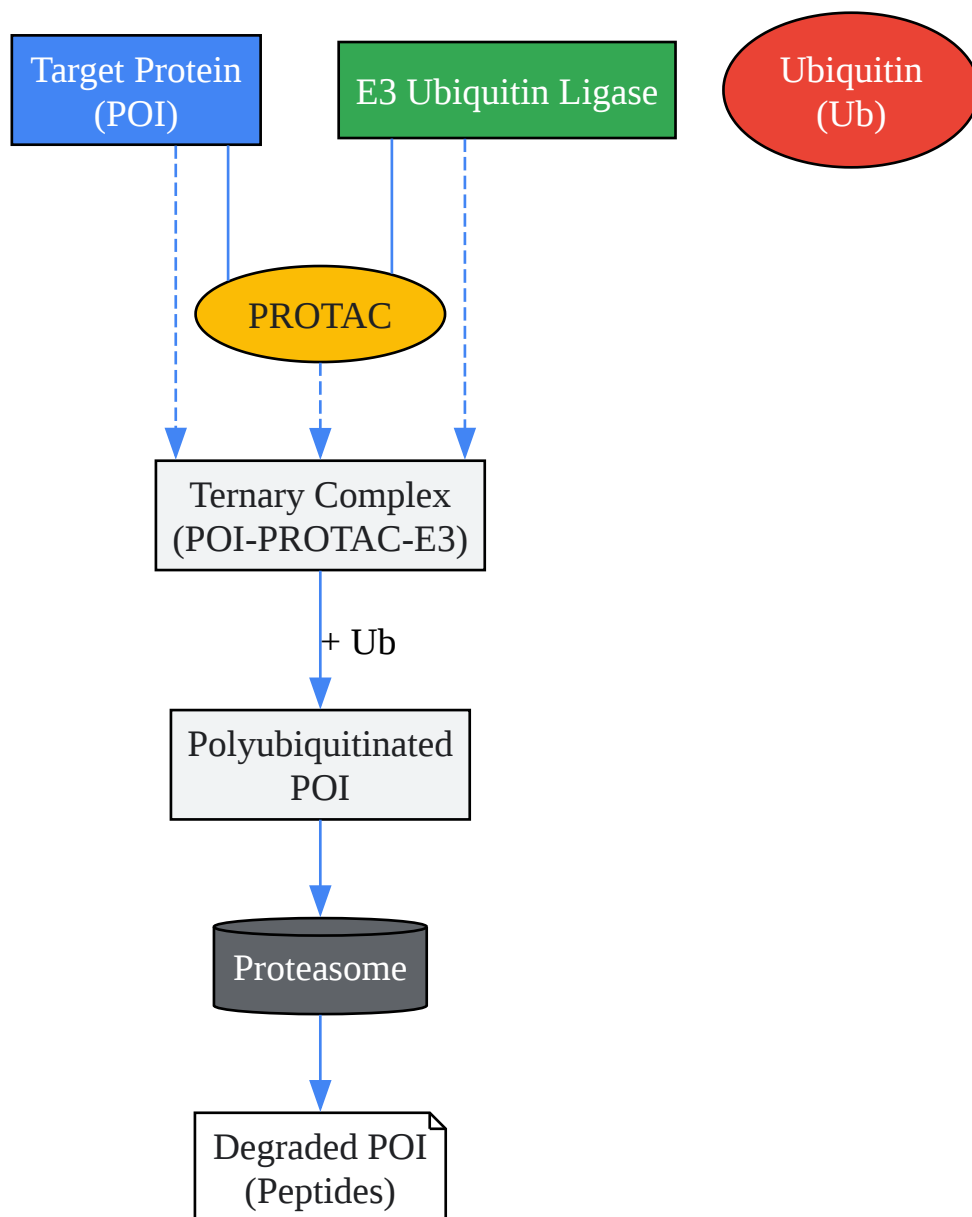 Target Protein
(POI)
E3 Ubiquitin Ligase
Ubiquitin
(Ub)
PROTAC
Ternary Complex
(POI-PROTAC-E3)
+ Ub
Polyubiquitinated
POI
Proteasome
Degraded POI
(Peptides)